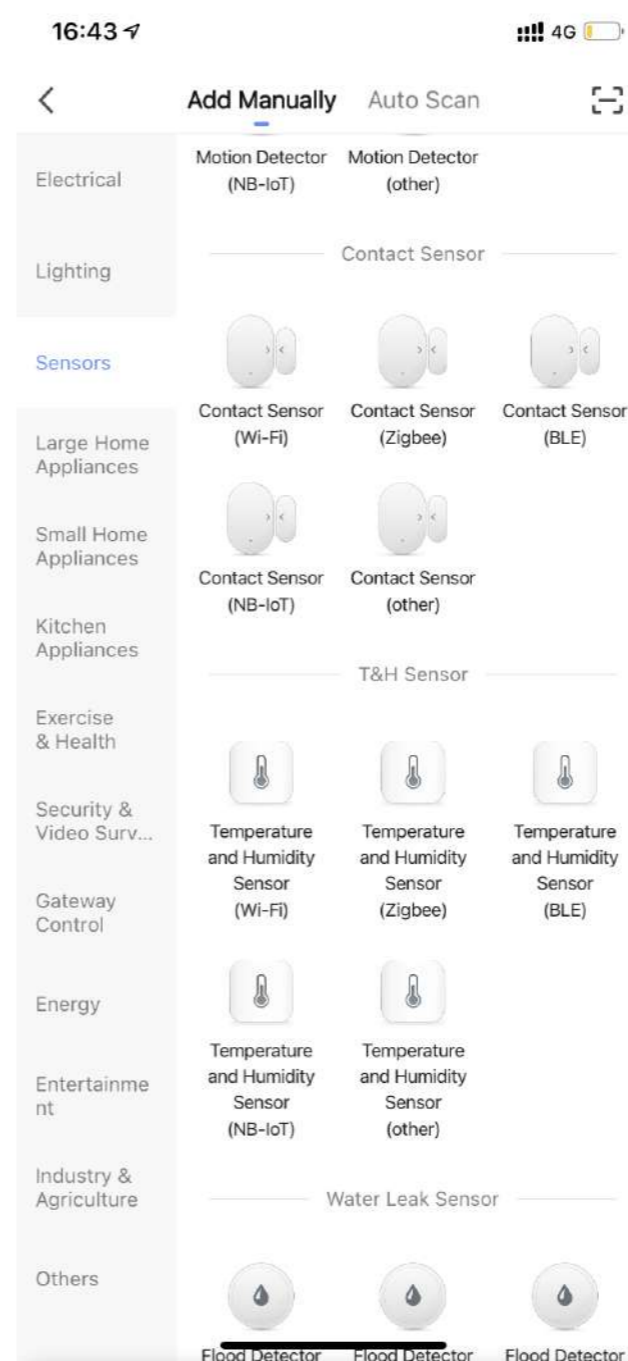 16:43
4G
Add Manually Auto Scan
Electrical
Lighting
Sensors
Large Home
Appliances
Small Home
Appliances
Kitchen
Appliances
Exercise
& Health
Security &
Video Surv...
Gateway
Control
Energy
Entertainme
nt
Industry &
Agriculture
Others
Motion Detector
(NB-IoT)
Motion Detector
(other)
Contact Sensor
Contact Sensor
(Wi-Fi)
Contact Sensor
(Zigbee)
Contact Sensor
(BLE)
Contact Sensor
(NB-IoT)
Contact Sensor
(other)
T&H Sensor
Temperature
and Humidity
Sensor
(Wi-Fi)
Temperature
and Humidity
Sensor
(Zigbee)
Temperature
and Humidity
Sensor
(BLE)
Temperature
and Humidity
Sensor
(NB-IoT)
Temperature
and Humidity
Sensor
(other)
Water Leak Sensor
Flood Detector
Flood Detector
Flood Detector